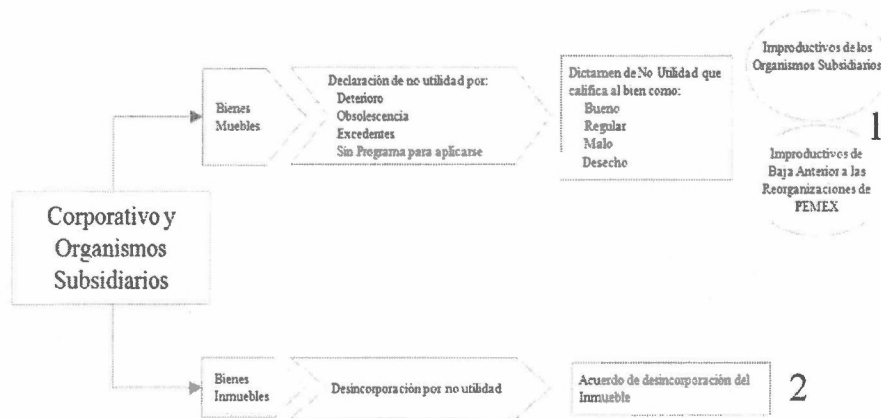 Improductivos de los
Organismos Subsidiarios
Bienes
Muebles
Declaración de no utilidad por:
Deterioro
Obsolescencia
Excedentes
Sin Programa para aplicarse
Dictamen de No Utilidad que
califica al bien como:
Bueno
Regular
Malo
Desecho
1
Improductivos de
Baja Anterior a las
Reorganizaciones de
PEMEX
Corporativo y
Organismos
Subsidiarios
Bienes
Inmuebles
Desincorporación por no utilidad
Acuerdo de desincorporación del
Inmueble
2